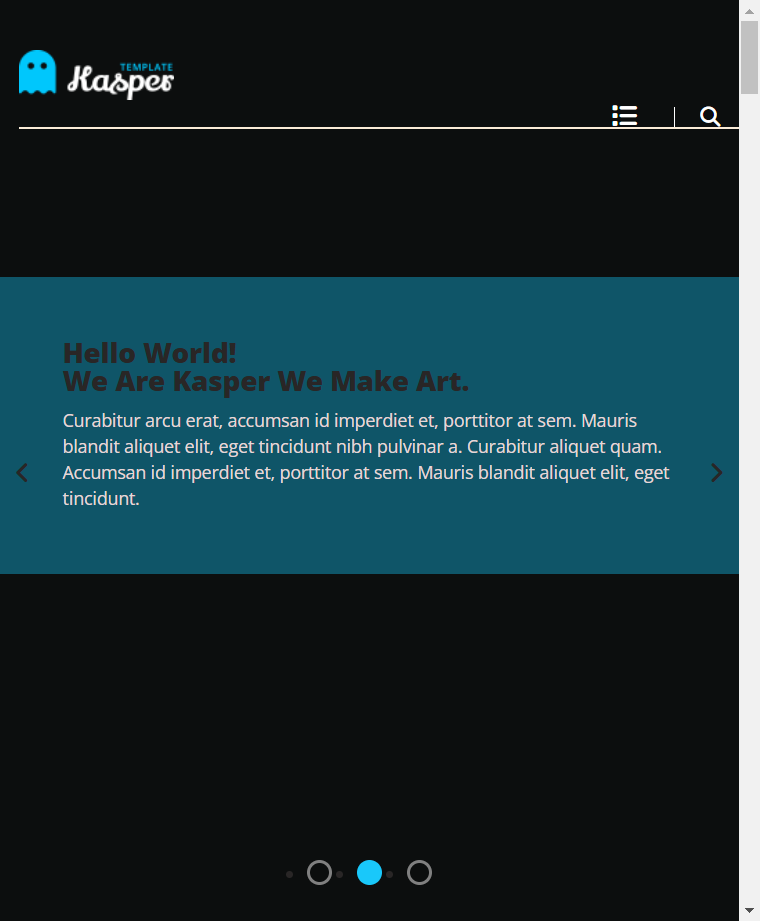 TEMPLATE
Kasper
Hello World!
We Are Kasper We Make Art.
Curabitur arcu erat, accumsan id imperdiet et, porttitor at sem. Mauris
blandit aliquet elit, eget tincidunt nibh pulvinar a. Curabitur aliquet quam.
Accumsan id imperdiet et, porttitor at sem. Mauris blandit aliquet elit, eget
tincidunt.